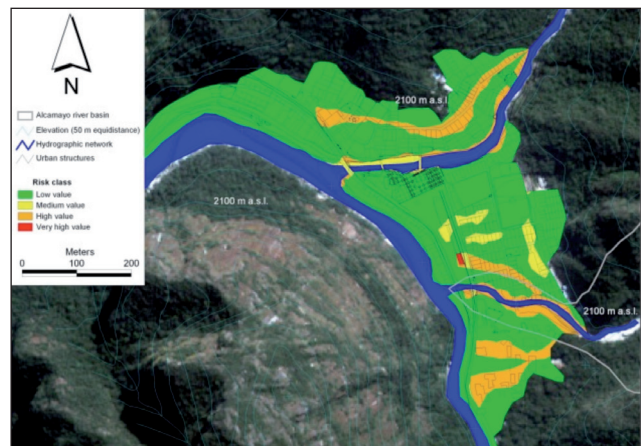 N
Alcamayo river basin
Elevation (50 m equidistance)
Hydrographic network
Urban structures
Risk class
Low value
Medium value
High value
Very high value
Meters
0 100 200
2100 m a.s.l.
2100 m a.s.l.
2100 m a.s.l.